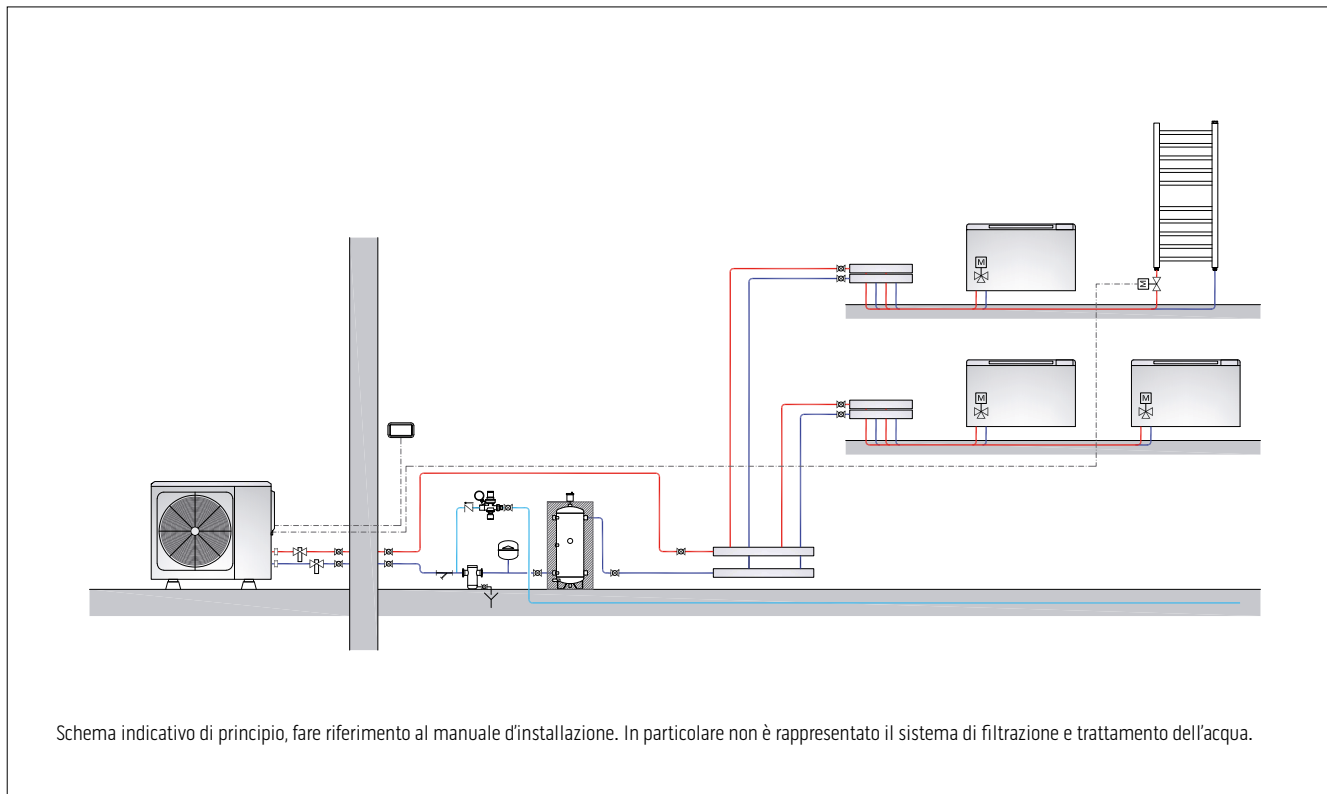 M
M
M
M
Schema indicativo di principio, fare riferimento al manuale d'installazione. In particolare non è rappresentato il sistema di filtrazione e trattamento dell'acqua.